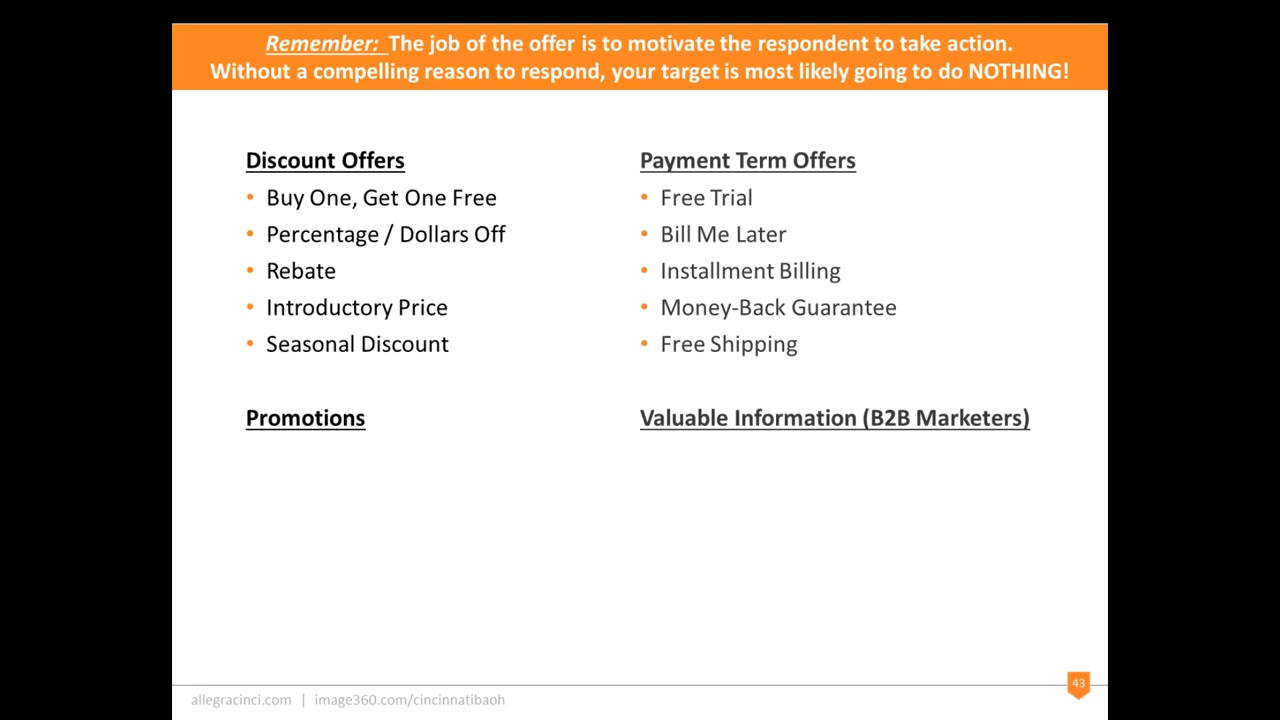 Remember: The job of the offer is to motivate the respondent to take action.
Without a compelling reason to respond, your target is most likely going to do NOTHING!
Discount Offers
• Buy One, Get One Free
• Percentage / Dollars Off
• Rebate
• Introductory Price
• Seasonal Discount
Payment Term Offers
• Free Trial
• Bill Me Later
• Installment Billing
• Money-Back Guarantee
• Free Shipping
Promotions
Valuable Information (B2B Marketers)
allegracinci.com | image360.com/cincinnatibaoh
43